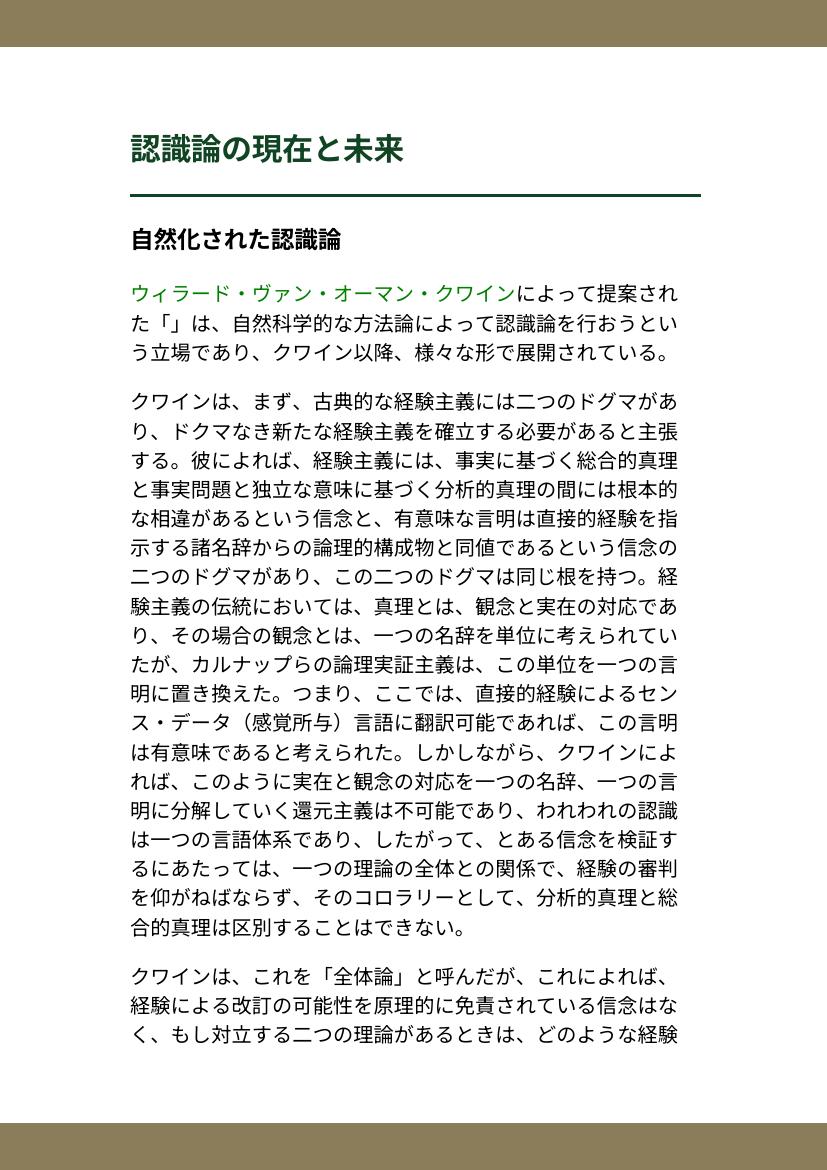 認識論の現在と未来
自然化された認識論
ウィラード・ヴァン・オーマン・クワインによって提案され
た「」は、自然科学的な方法論によって認識論を行おうとい
う立場であり、クワイン以降、様々な形で展開されている。
クワインは、まず、古典的な経験主義には二つのドグマがあ
り、ドクマなき新たな経験主義を確立する必要があると主張
する。彼によれば、経験主義には、事実に基づく総合的真理
と事実問題と独立な意味に基づく分析的真理の間には根本的
な相違があるという信念と、有意味な言明は直接的経験を指
示する諸名辞からの論理的構成物と同値であるという信念の
二つのドグマがあり、この二つのドグマは同じ根を持つ。経
験主義の伝統においては、真理とは、観念と実在の対応であ
り、その場合の観念とは、一つの名辞を単位に考えられてい
たが、カルナップらの論理実証主義は、この単位を一つの言
明に置き換えた。つまり、ここでは、直接的経験によるセン
ス・データ（感覚所与）言語に翻訳可能であれば、この言明
は有意味であると考えられた。しかしながら、クワインによ
れば、このように実在と観念の対応を一つの名辞、一つの言
明に分解していく還元主義は不可能であり、われわれの認識
は一つの言語体系であり、したがって、とある信念を検証す
るにあたっては、一つの理論の全体との関係で、経験の審判
を仰がねばならず、そのコロラリーとして、分析的真理と総
合的真理は区別することはできない。
クワインは、これを「全体論」と呼んだが、これによれば、
経験による改訂の可能性を原理的に免責されている信念はな
く、もし対立する二つの理論があるときは、どのような経験